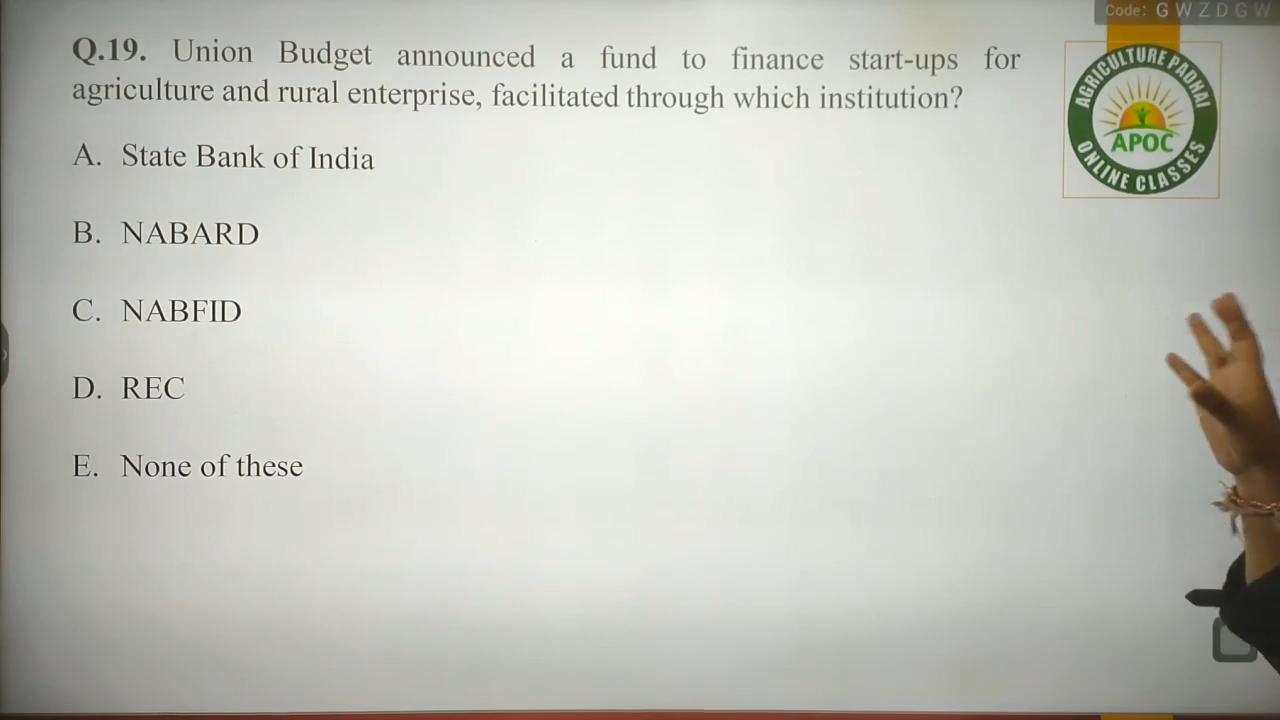 Code: G W Z D G W
Q.19. Union Budget announced a fund to finance start-ups for
agriculture and rural enterprise, facilitated through which institution?
AGRICULTURE PADHAI
APOC
ONLINE CLASSES
A. State Bank of India
B. NABARD
C. NABFID
D. REC
E. None of these